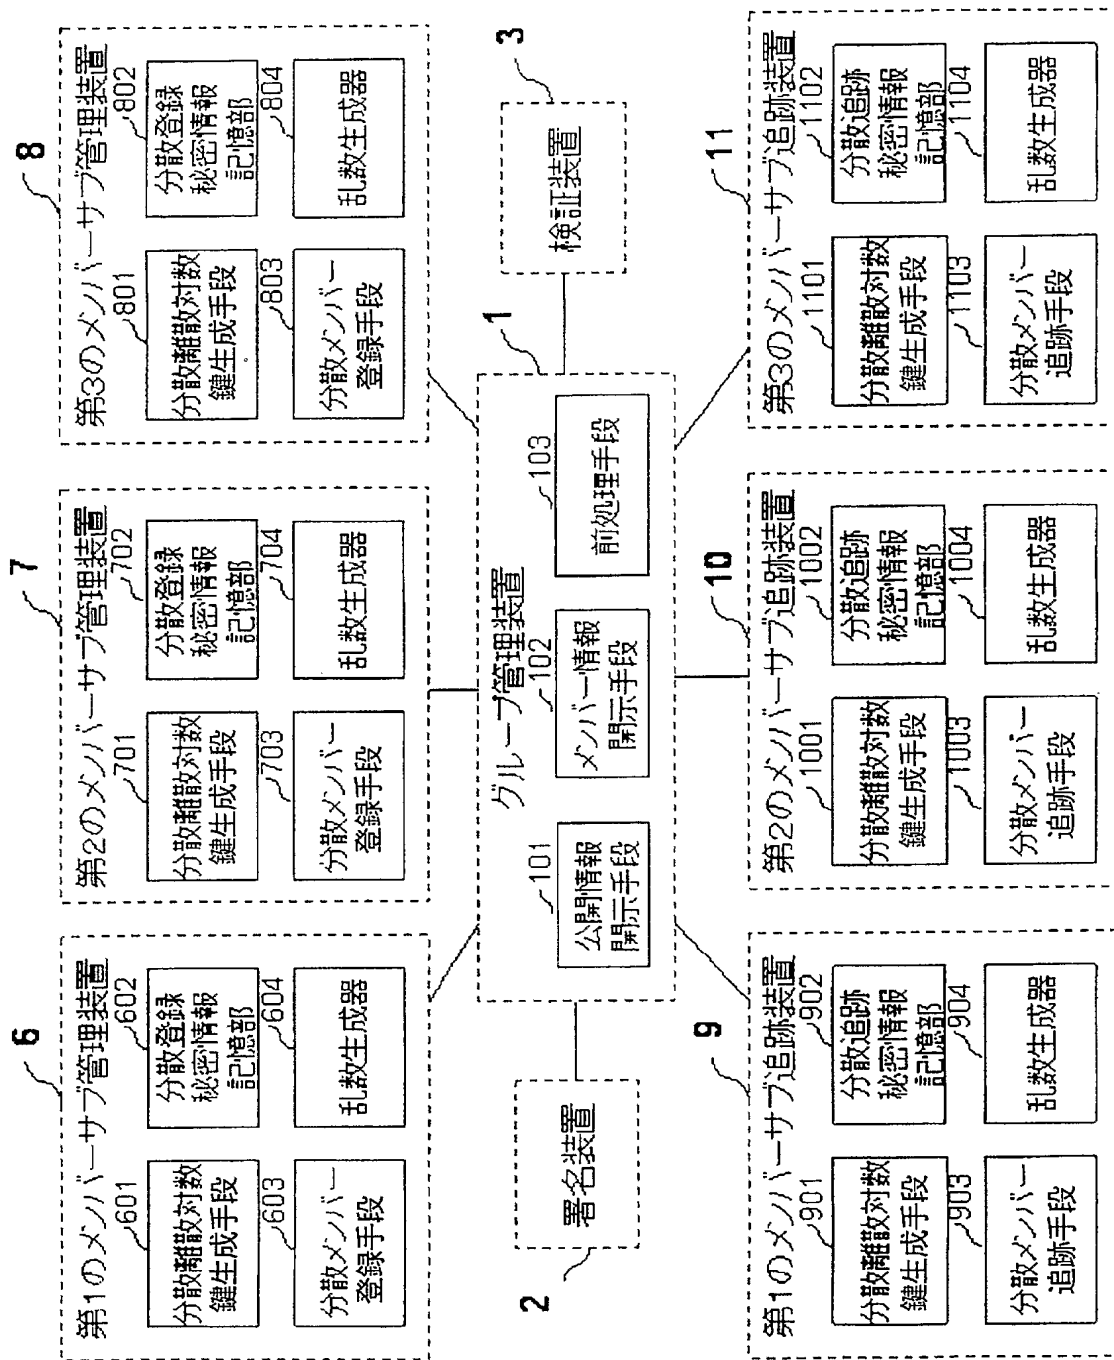 6
第1のメンバーサブ管理装置
601
分散離散対数
鍵生成手段
602
分散登録
秘密情報
記憶部
603
分散メンバー
登録手段
604
乱数生成器
7
第2のメンバーサブ管理装置
701
分散離散対数
鍵生成手段
702
分散登録
秘密情報
記憶部
703
分散メンバー
登録手段
704
乱数生成器
8
第3のメンバーサブ管理装置
801
分散離散対数
鍵生成手段
802
分散登録
秘密情報
記憶部
803
分散メンバー
登録手段
804
乱数生成器
2
署名装置
1
グループ管理装置
101
公開情報
開示手段
102
メンバー情報
開示手段
103
前処理手段
3
検証装置
9
第1のメンバーサブ追跡装置
901
分散離散対数
鍵生成手段
902
分散追跡
秘密情報
記憶部
903
分散メンバー
追跡手段
904
乱数生成器
10
第2のメンバーサブ追跡装置
1001
分散離散対数
鍵生成手段
1002
分散追跡
秘密情報
記憶部
1003
分散メンバー
追跡手段
1004
乱数生成器
11
第3のメンバーサブ追跡装置
1101
分散離散対数
鍵生成手段
1102
分散追跡
秘密情報
記憶部
1103
分散メンバー
追跡手段
1104
乱数生成器